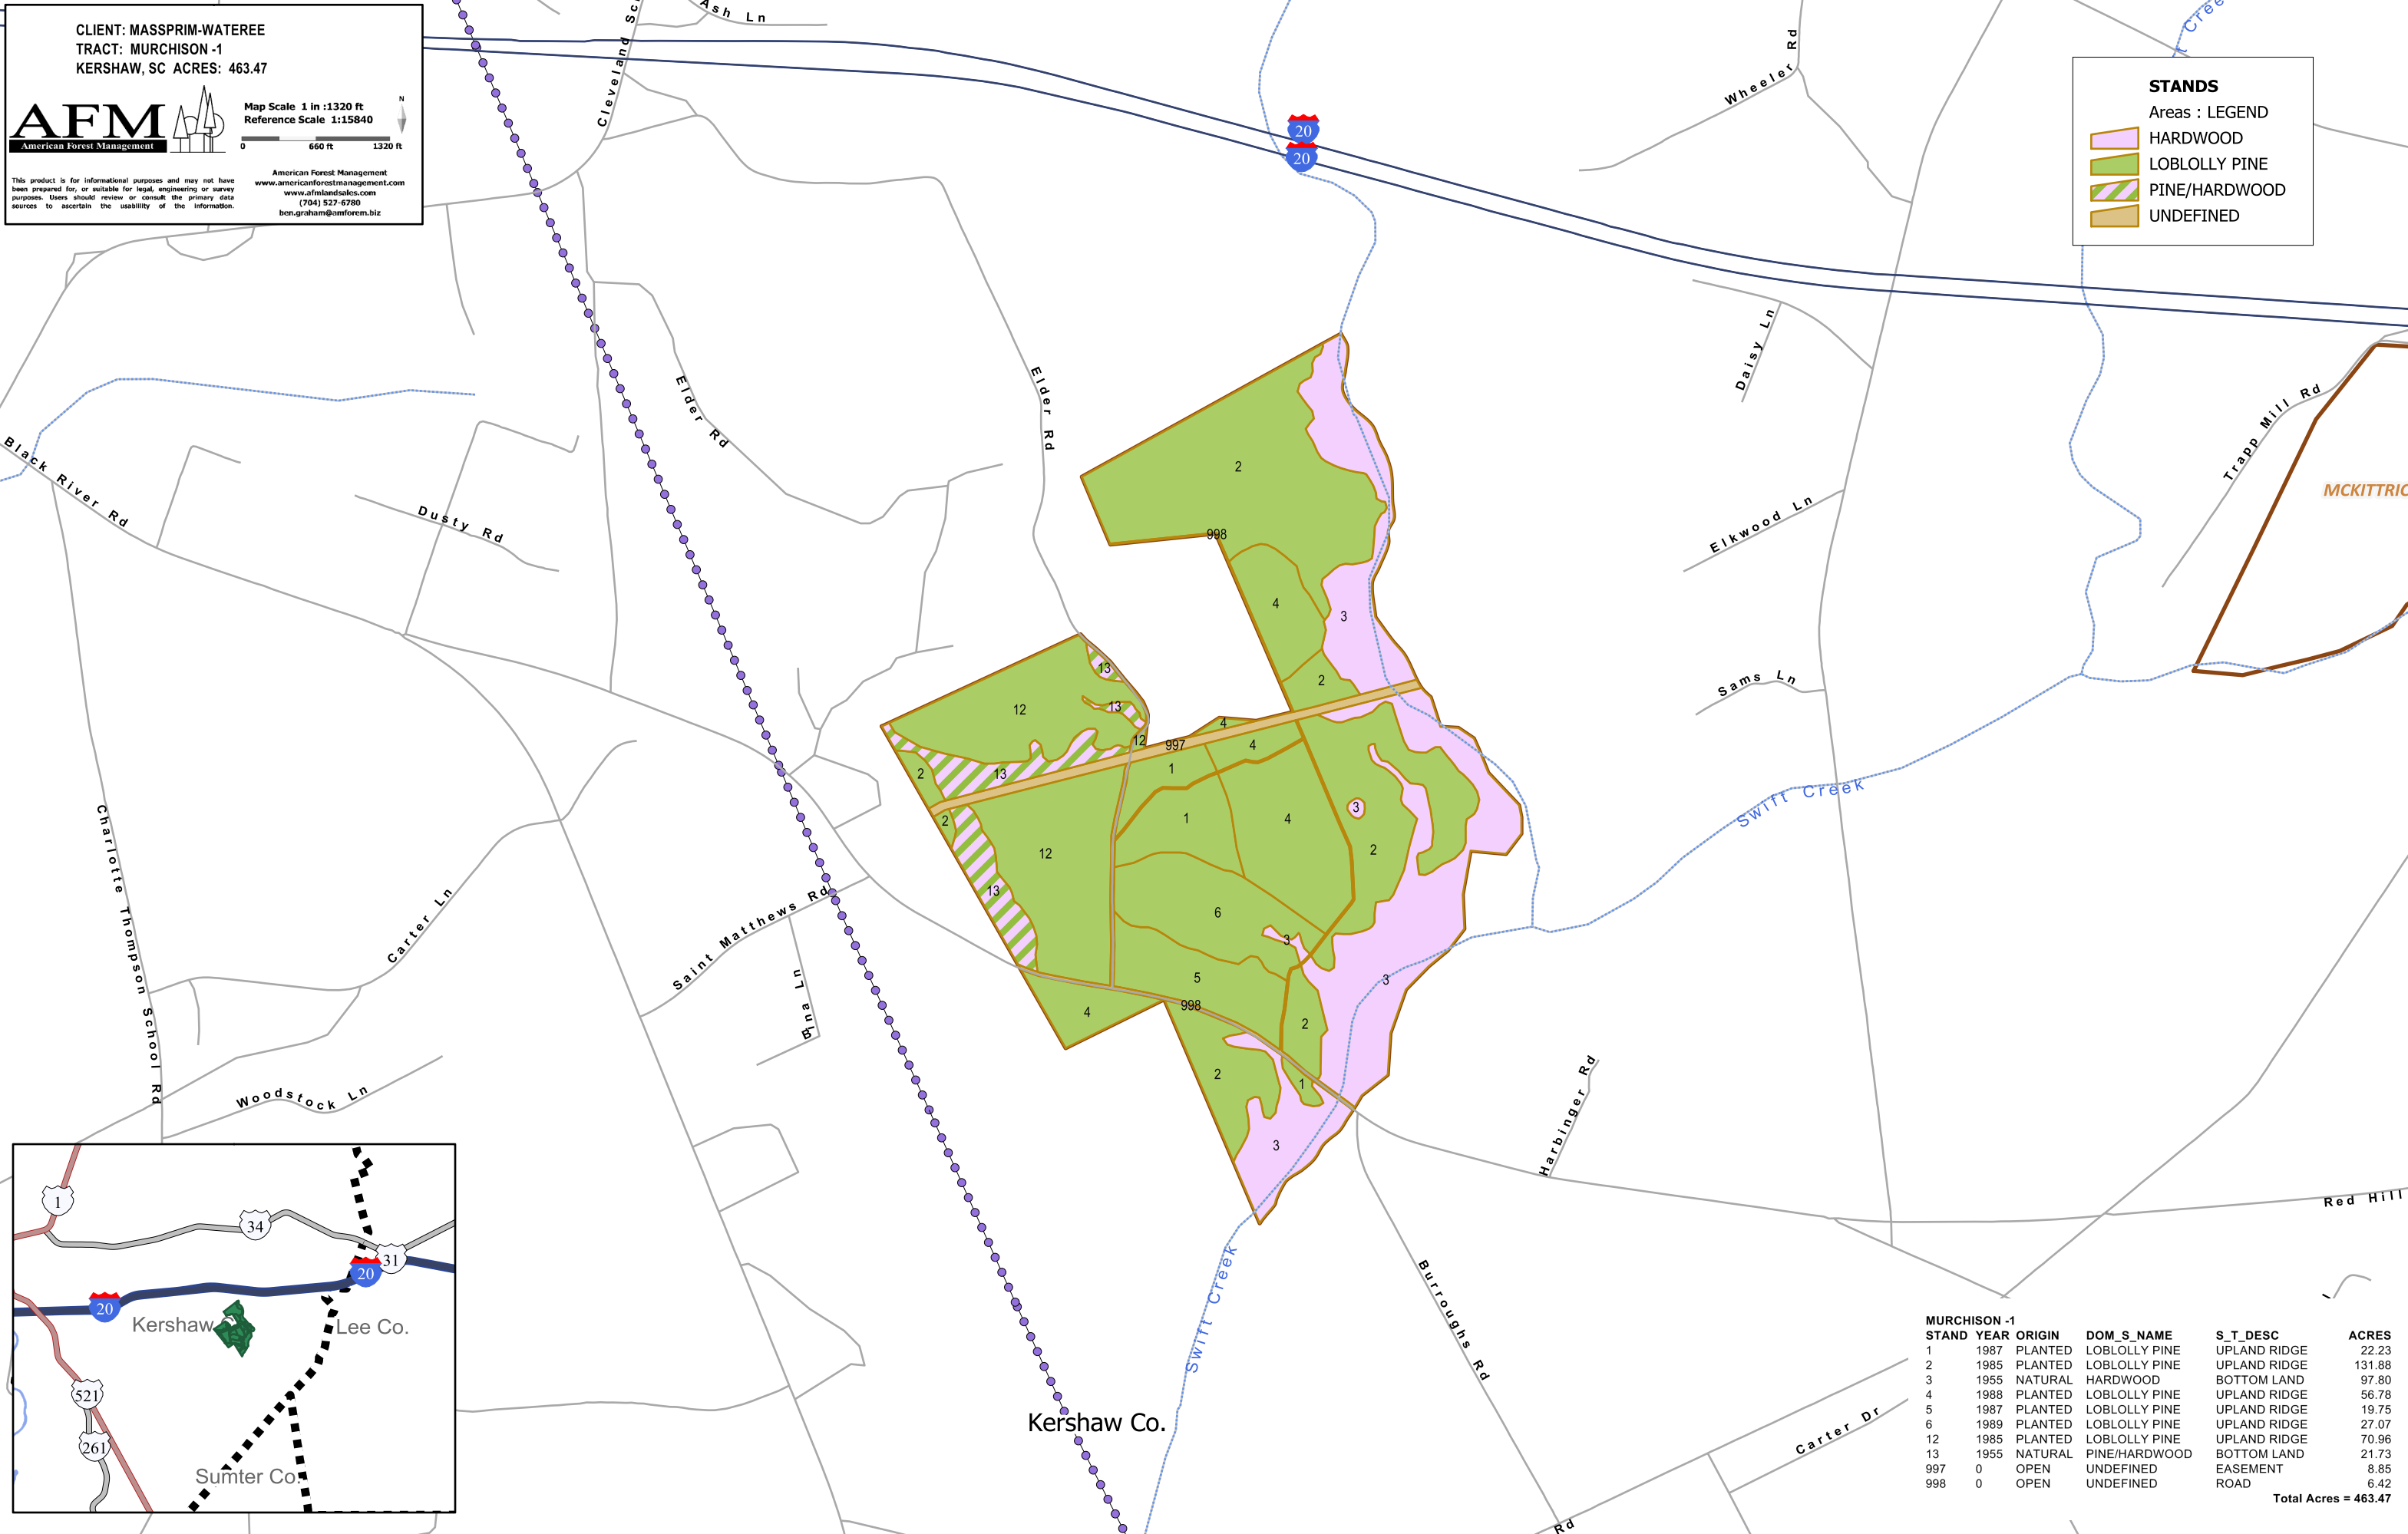 CLIENT: MASSPRIM-WATEREE
TRACT: MURCHISON -1
KERSHAW, SC ACRES: 463.47
AFM
American Forest Management
Map Scale 1 in :1320 ft
Reference Scale 1:15840
N
0 660 ft 1320 ft
This product is for informational purposes and may not have
been prepared for, or suitable for legal, engineering or survey
purposes. Users should review or consult the primary data
sources to ascertain the usability of the information.
American Forest Management
www.americanforestmanagement.com
www.afmlandsales.com
(704) 527-6780
ben.graham@amforem.biz
STANDS
Areas : LEGEND
HARDWOOD
LOBLOLLY PINE
PINE/HARDWOOD
UNDEFINED
Ash Ln
Cleveland Sc
Wheeler Rd
t Cree
20
20
Daisy Ln
Trapp Mill Rd
MCKITTRIC
Elder Rd
Elder Rd
Black River Rd
Dusty Rd
Elkwood Ln
Sams Ln
Swift Creek
Charlotte Thompson School Rd
Carter Ln
Saint Matthews Rd
Blna Ln
Woodstock Ln
Harbinger Rd
Red Hill
Burroughs Rd
Swift Creek
Carter Dr
Rd
Kershaw Co.
2
998
4
3
2
13
12
13
12
997
4
4
2
13
1
2
1
4
3
2
12
13
6
3
5
3
998
4
2
2
1
3
1
34
31
20
20
Kershaw
Lee Co.
521
261
Sumter Co.
MURCHISON -1
STAND YEAR ORIGIN DOM_S_NAME S_T_DESC ACRES
1 1987 PLANTED LOBLOLLY PINE UPLAND RIDGE 22.23
2 1985 PLANTED LOBLOLLY PINE UPLAND RIDGE 131.88
3 1955 NATURAL HARDWOOD BOTTOM LAND 97.80
4 1988 PLANTED LOBLOLLY PINE UPLAND RIDGE 56.78
5 1987 PLANTED LOBLOLLY PINE UPLAND RIDGE 19.75
6 1989 PLANTED LOBLOLLY PINE UPLAND RIDGE 27.07
12 1985 PLANTED LOBLOLLY PINE UPLAND RIDGE 70.96
13 1955 NATURAL PINE/HARDWOOD BOTTOM LAND 21.73
997 0 OPEN UNDEFINED EASEMENT 8.85
998 0 OPEN UNDEFINED ROAD 6.42
Total Acres = 463.47